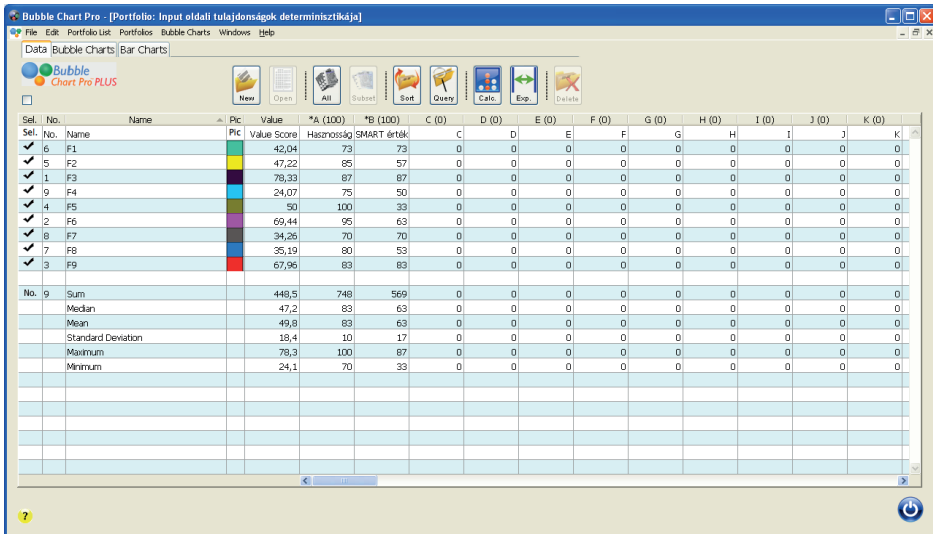 Bubble Chart Pro - [Portfolio: Input oldali tulajdonságok determinisztikája]
File Edit Portfolio List Portfolios Bubble Charts Windows Help
Data Bubble Charts Bar Charts
Bubble
Chart Pro PLUS
New Open All Subset Sort Query Calc. Exp. Delete
Sel. No. Name Pic Value *A (100) *B (100) C (0) D (0) E (0) F (0) G (0) H (0) I (0) J (0) K (0)
Sel. No. Name Pic Value Score Hasznosság SMART érték C D E F G H I J K
6 F1 42,04 73 73 0 0 0 0 0 0 0 0 0
5 F2 47,22 85 57 0 0 0 0 0 0 0 0 0
1 F3 78,33 87 87 0 0 0 0 0 0 0 0 0
9 F4 24,07 75 50 0 0 0 0 0 0 0 0 0
4 F5 50 100 33 0 0 0 0 0 0 0 0 0
2 F6 69,44 95 63 0 0 0 0 0 0 0 0 0
8 F7 34,26 70 70 0 0 0 0 0 0 0 0 0
7 F8 35,19 80 53 0 0 0 0 0 0 0 0 0
3 F9 67,96 83 83 0 0 0 0 0 0 0 0 0
No. 9 Sum 448,5 748 569 0 0 0 0 0 0 0 0 0
Median 47,2 83 63 0 0 0 0 0 0 0 0 0
Mean 49,8 83 63 0 0 0 0 0 0 0 0 0
Standard Deviation 18,4 10 17 0 0 0 0 0 0 0 0 0
Maximum 78,3 100 87 0 0 0 0 0 0 0 0 0
Minimum 24,1 70 33 0 0 0 0 0 0 0 0 0
?